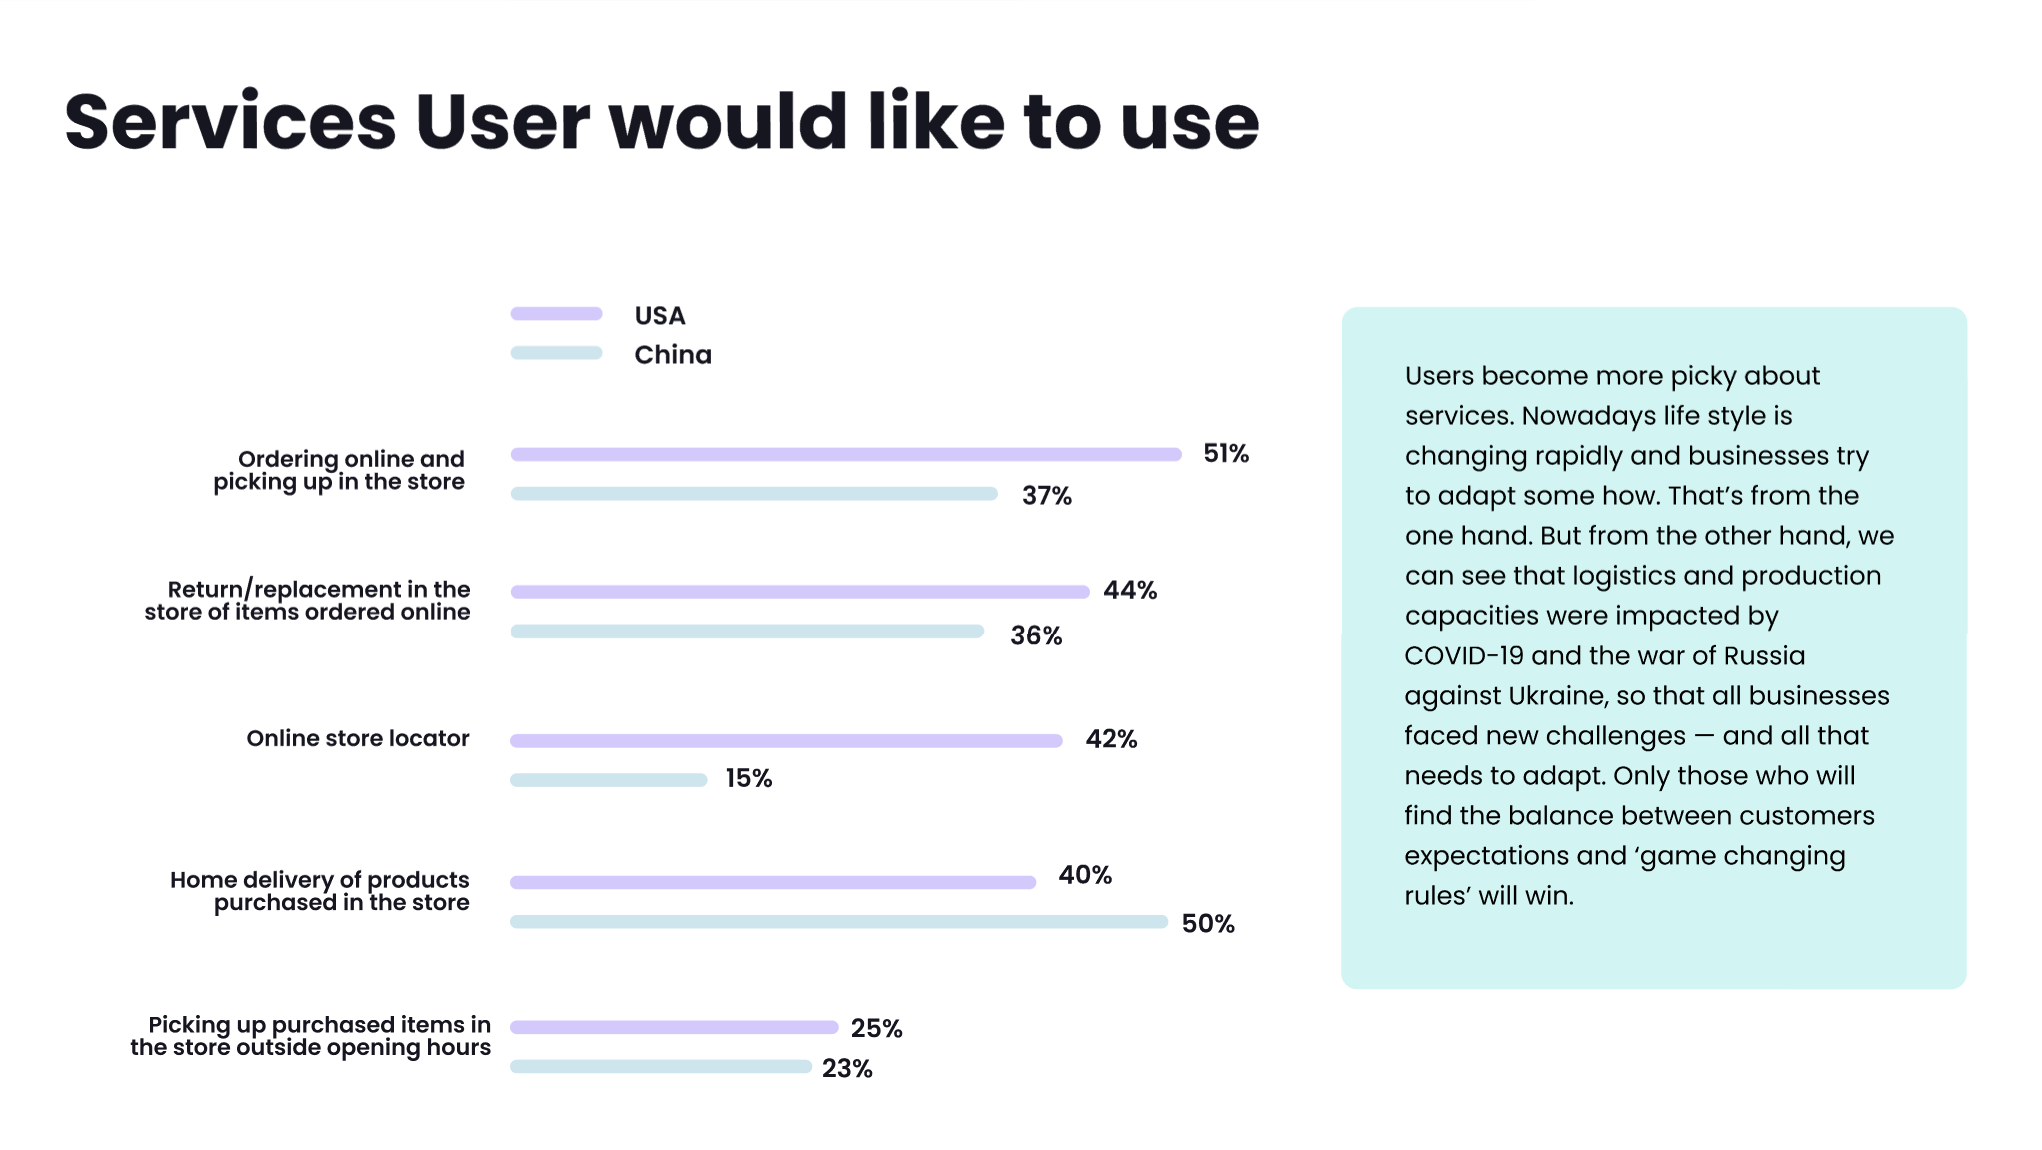 Services User would like to use
USA
China
Ordering online and
picking up in the store
51%
37%
Return/replacement in the
store of items ordered online
44%
36%
Online store locator
42%
15%
Home delivery of products
purchased in the store
40%
50%
Picking up purchased items in
the store outside opening hours
25%
23%
Users become more picky about
services. Nowadays life style is
changing rapidly and businesses try
to adapt some how. That’s from the
one hand. But from the other hand, we
can see that logistics and production
capacities were impacted by
COVID-19 and the war of Russia
against Ukraine, so that all businesses
faced new challenges — and all that
needs to adapt. Only those who will
find the balance between customers
expectations and ‘game changing
rules’ will win.